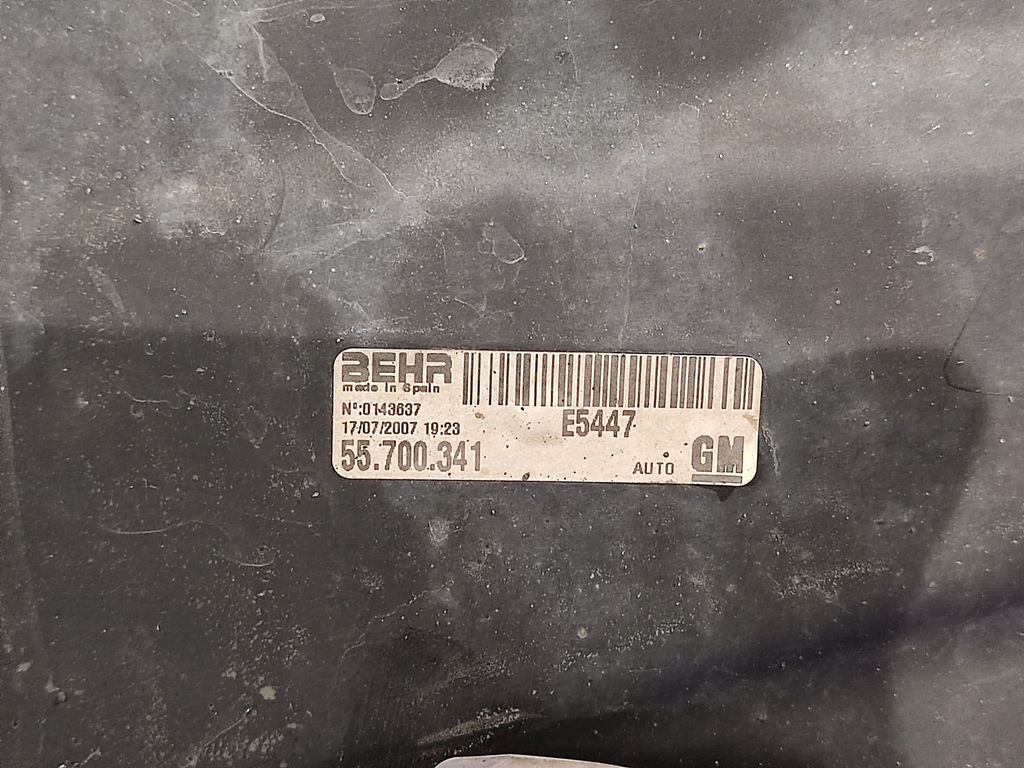 BEHR
made in Spain
N°:0143637
17/07/2007 19:23
E5447
55.700.341
AUTO
GM